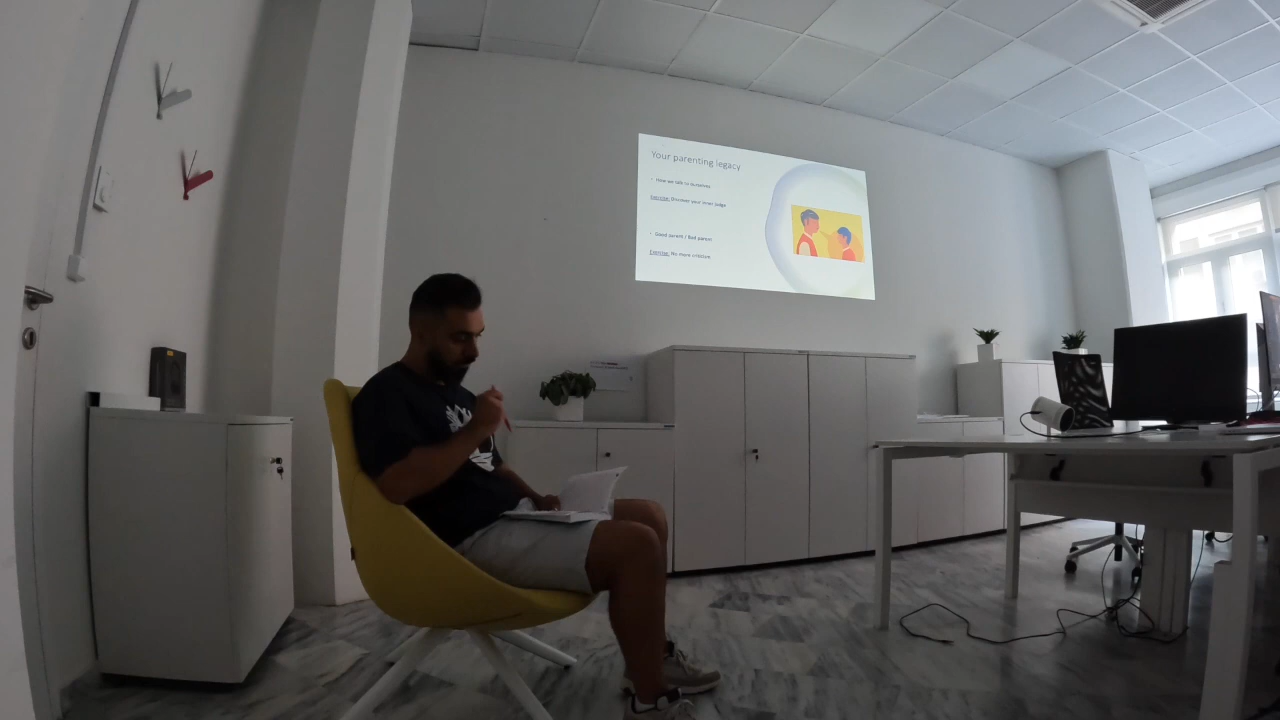 Your parenting legacy
• How we talk to ourselves
Exercise: Discover your inner judge
• Good parent / Bad parent
Exercise: No more criticism